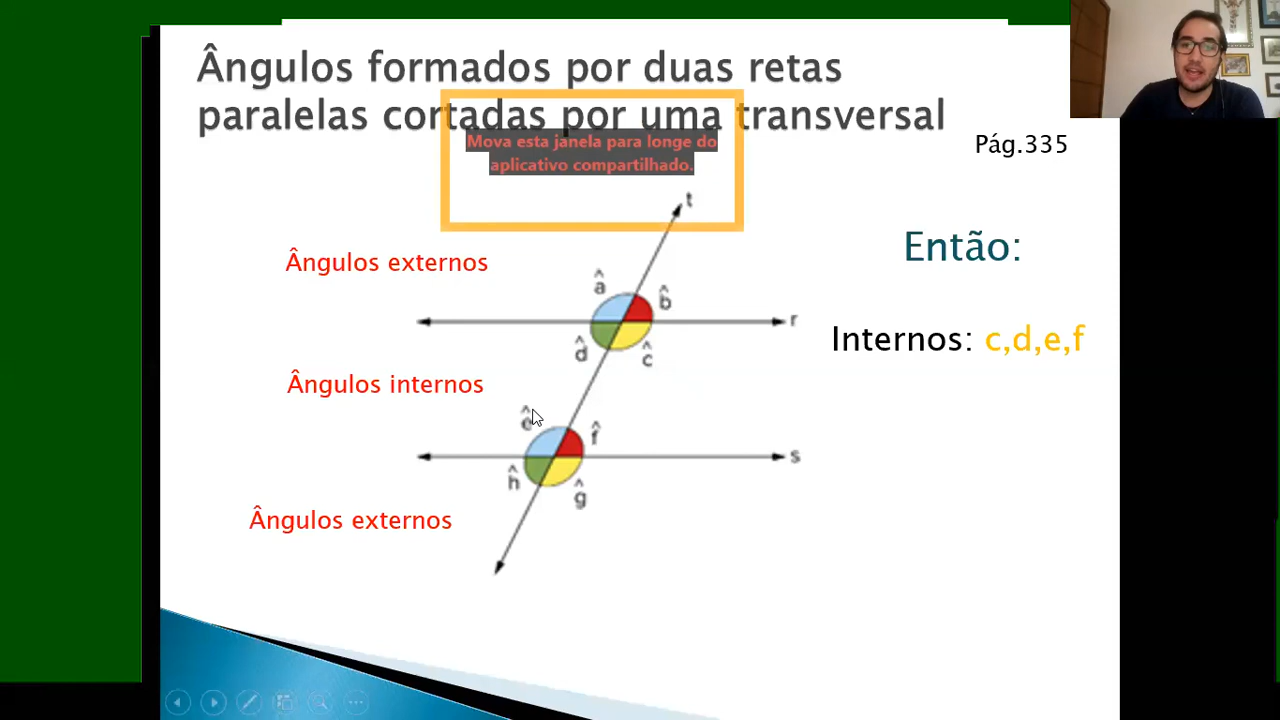 Ângulos formados por duas retas
paralelas cortadas por uma transversal
Mova esta janela para longe do
aplicativo compartilhado.
Pág.335
t
Ângulos externos
Então:
â
b̂
r
Internos: c,d,e,f
d̂
ĉ
Ângulos internos
ê
f̂
s
ĥ
ĝ
Ângulos externos